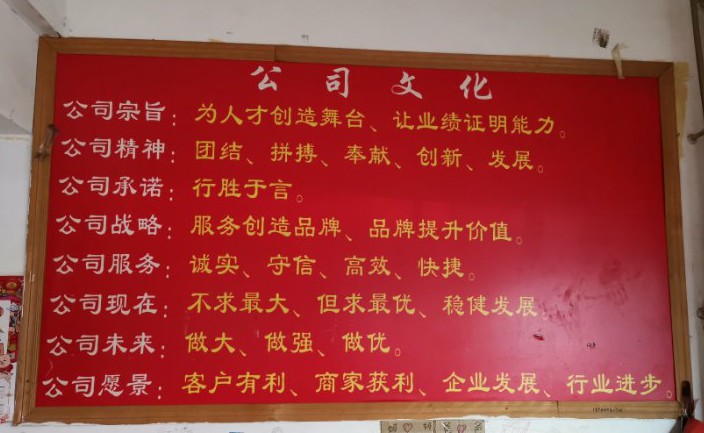 公司文化
公司宗旨：为人才创造舞台、让业绩证明能力。
公司精神：团结、拼搏、奉献、创新、发展。
公司承诺：行胜于言。
公司战略：服务创造品牌、品牌提升价值。
公司服务：诚实、守信、高效、快捷。
公司现在：不求最大、但求最优、稳健发展。
公司未来：做大、做强、做优。
公司愿景：客户有利、商家获利、企业发展、行业进步。